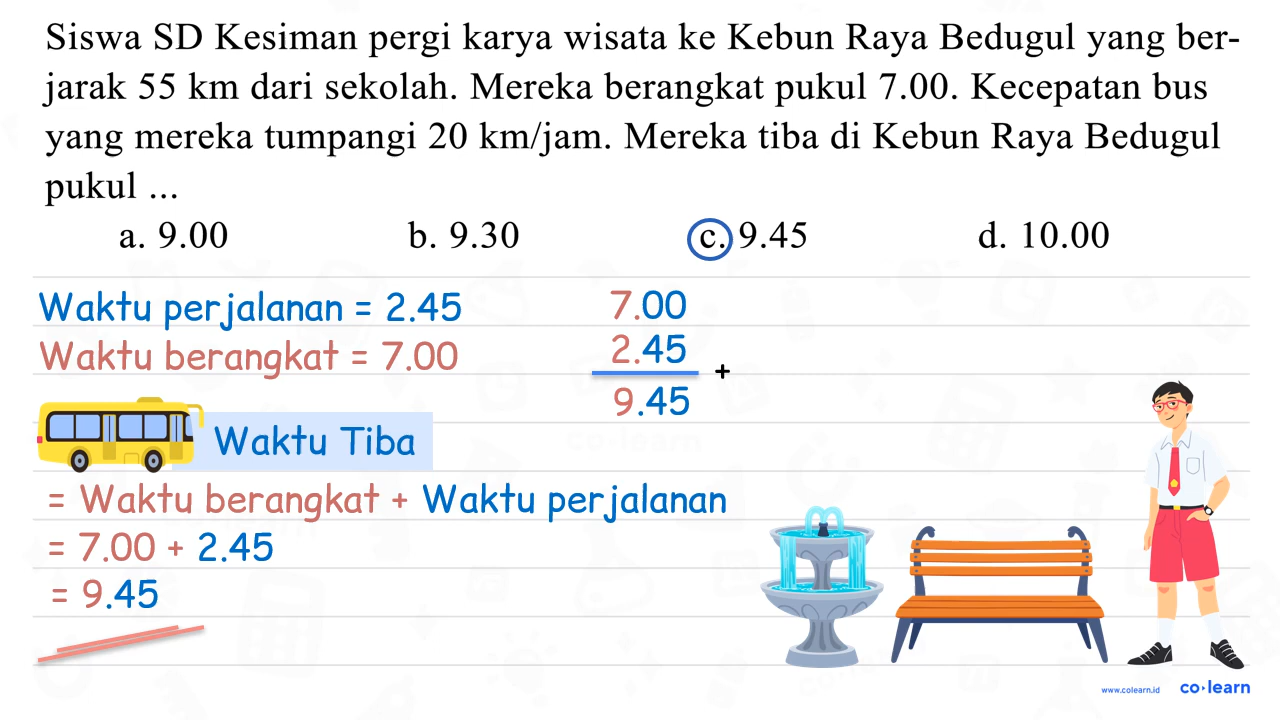 Siswa SD Kesiman pergi karya wisata ke Kebun Raya Bedugul yang ber-
jarak 55 km dari sekolah. Mereka berangkat pukul 7.00. Kecepatan bus
yang mereka tumpangi 20 km/jam. Mereka tiba di Kebun Raya Bedugul
pukul ...
a. 9.00 b. 9.30 c. 9.45 d. 10.00
Waktu perjalanan = 2.45
Waktu berangkat = 7.00
7.00
2.45
+
9.45
Waktu Tiba
= Waktu berangkat + Waktu perjalanan
= 7.00 + 2.45
= 9.45
co·learn
www.colearn.id co·learn